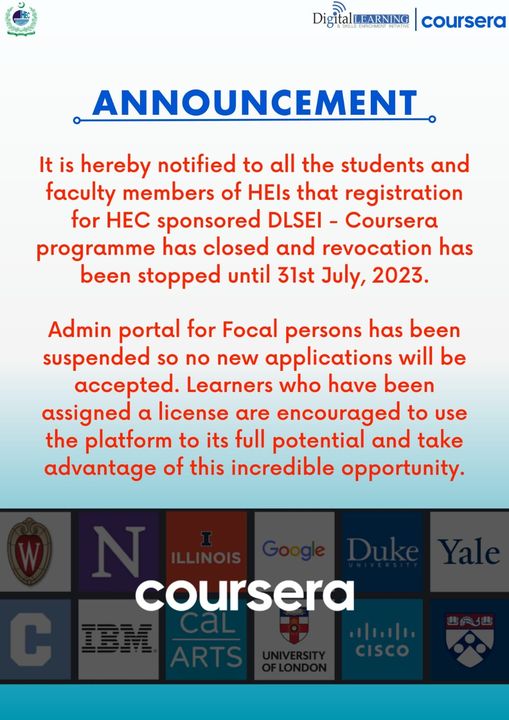 HEC
Digital LEARNING
& SKILLS ENRICHMENT INITIATIVE
coursera
ANNOUNCEMENT
It is hereby notified to all the students and
faculty members of HEIs that registration
for HEC sponsored DLSEI - Coursera
programme has closed and revocation has
been stopped until 31st July, 2023.
Admin portal for Focal persons has been
suspended so no new applications will be
accepted. Learners who have been
assigned a license are encouraged to use
the platform to its full potential and take
advantage of this incredible opportunity.
W
N
I
ILLINOIS
Google
Duke
UNIVERSITY
Yale
coursera
C
IBM
CAL
ARTS
UNIVERSITY
OF LONDON
CISCO